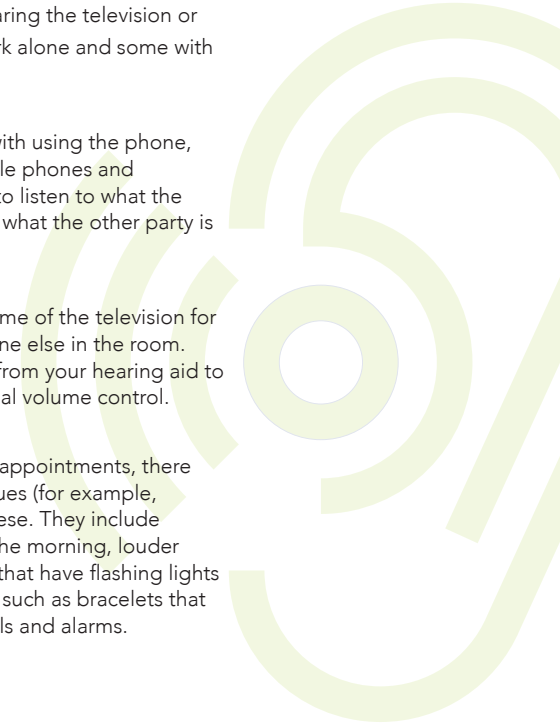 aring the television or
rk alone and some with
with using the phone,
le phones and
to listen to what the
what the other party is
me of the television for
ne else in the room.
from your hearing aid to
al volume control.
appointments, there
ues (for example,
ese. They include
he morning, louder
that have flashing lights
such as bracelets that
ls and alarms.